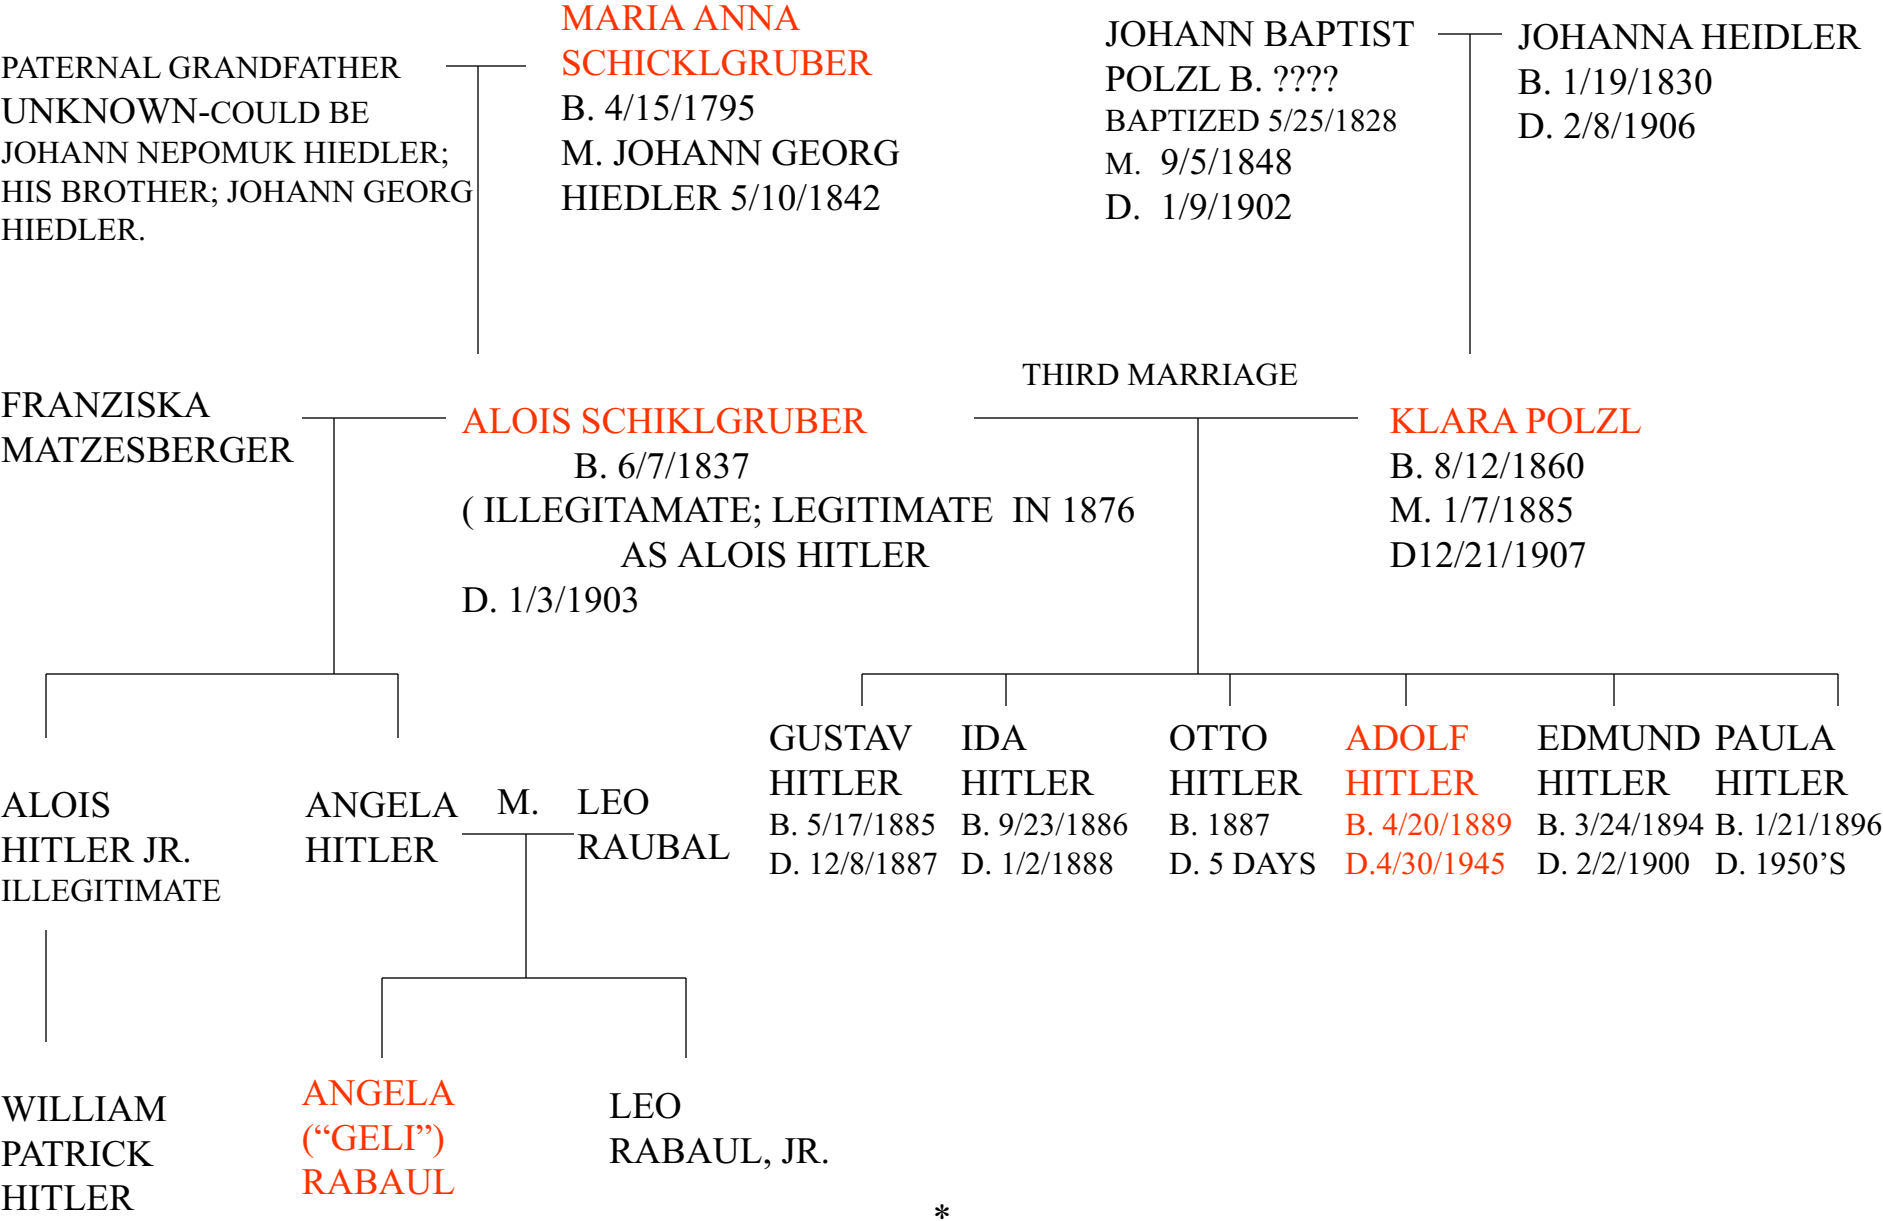 PATERNAL GRANDFATHER
UNKNOWN-COULD BE
JOHANN NEPOMUK HIEDLER;
HIS BROTHER; JOHANN GEORG
HIEDLER.
MARIA ANNA
SCHICKLGRUBER
B. 4/15/1795
M. JOHANN GEORG
HIEDLER 5/10/1842
JOHANN BAPTIST
POLZL B. ????
BAPTIZED 5/25/1828
M. 9/5/1848
D. 1/9/1902
JOHANNA HEIDLER
B. 1/19/1830
D. 2/8/1906
FRANZISKA
MATZESBERGER
ALOIS SCHIKLGRUBER
B. 6/7/1837
( ILLEGITAMATE; LEGITIMATE IN 1876
AS ALOIS HITLER
D. 1/3/1903
THIRD MARRIAGE
KLARA POLZL
B. 8/12/1860
M. 1/7/1885
D12/21/1907
ALOIS
HITLER JR.
ILLEGITIMATE
ANGELA
HITLER
M.
LEO
RAUBAL
GUSTAV
HITLER
B. 5/17/1885
D. 12/8/1887
IDA
HITLER
B. 9/23/1886
D. 1/2/1888
OTTO
HITLER
B. 1887
D. 5 DAYS
ADOLF
HITLER
B. 4/20/1889
D.4/30/1945
EDMUND
HITLER
B. 3/24/1894
D. 2/2/1900
PAULA
HITLER
B. 1/21/1896
D. 1950’S
WILLIAM
PATRICK
HITLER
ANGELA
(“GELI”)
RABAUL
LEO
RABAUL, JR.
*